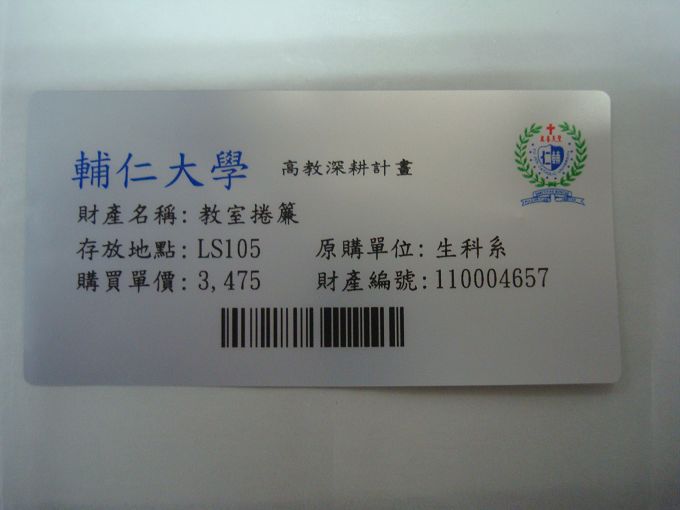 輔仁大學 高教深耕計畫
財產名稱: 教室捲簾
存放地點: LS105 原購單位: 生科系
購買單價: 3,475 財產編號: 110004657